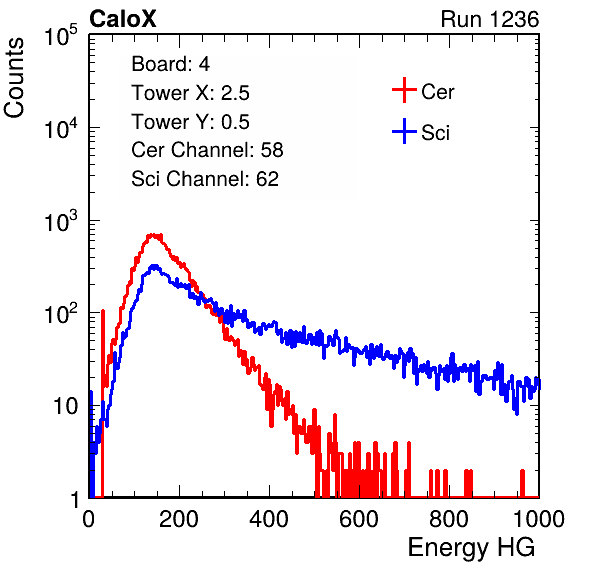 CaloX Run 1236
Board: 4
Tower X: 2.5
Tower Y: 0.5
Cer Channel: 58
Sci Channel: 62
Cer
Sci
Counts
10^5
10^4
10^3
10^2
10
1
0 200 400 600 800 1000
Energy HG